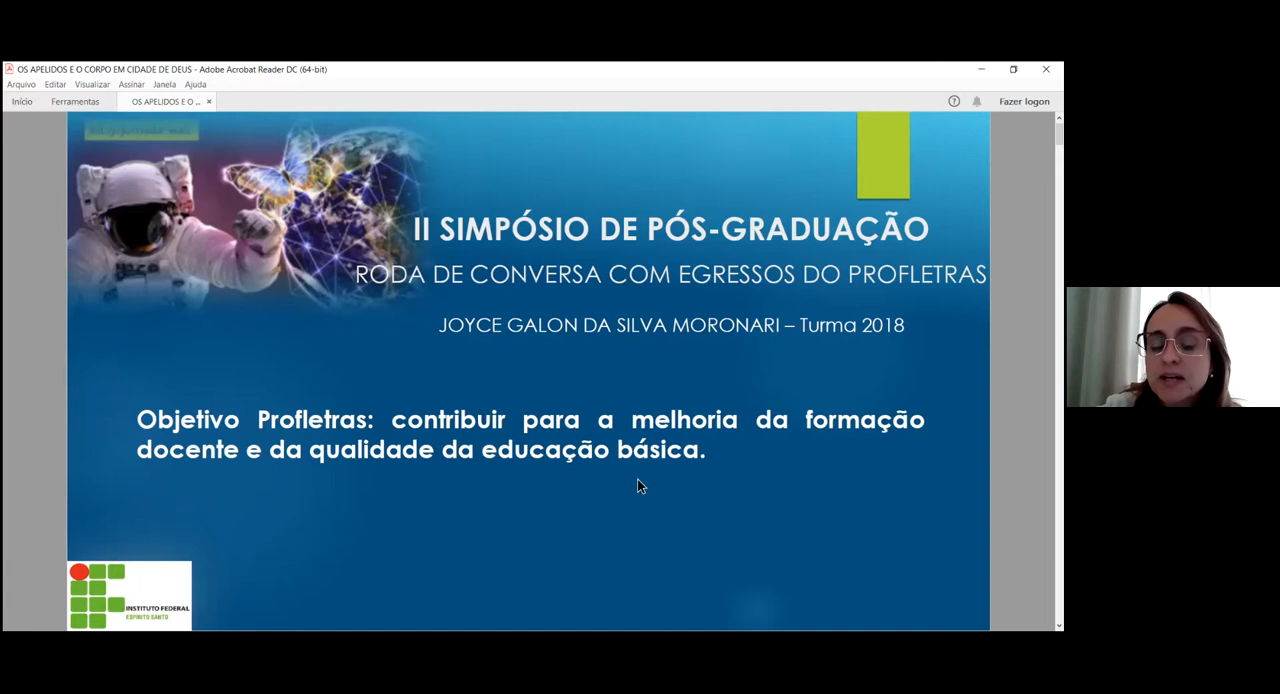 OS APELIDOS E O CORPO EM CIDADE DE DEUS - Adobe Acrobat Reader DC (64-bit)
Arquivo Editar Visualizar Assinar Janela Ajuda
Início Ferramentas OS APELIDOS E O ... × Fazer logon
II SIMPÓSIO DE PÓS-GRADUAÇÃO
RODA DE CONVERSA COM EGRESSOS DO PROFLETRAS
JOYCE GALON DA SILVA MORONARI – Turma 2018
Objetivo Profletras: contribuir para a melhoria da formação
docente e da qualidade da educação básica.
INSTITUTO FEDERAL
ESPÍRITO SANTO